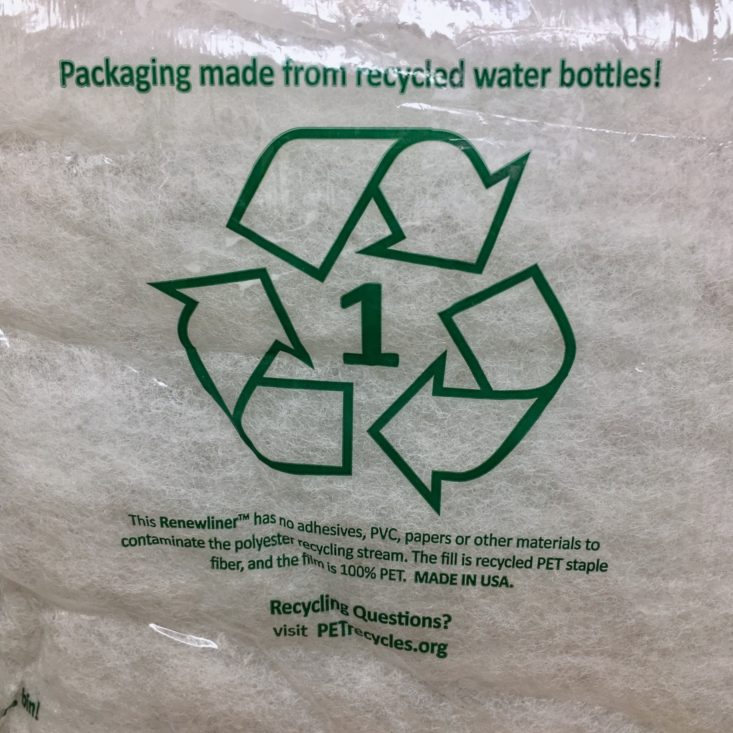 Packaging made from recycled water bottles!
1
This Renewliner™ has no adhesives, PVC, papers or other materials to
contaminate the polyester recycling stream. The fill is recycled PET staple
fiber, and the film is 100% PET. MADE IN USA.
Recycling Questions?
visit PETrecycles.org
bin!